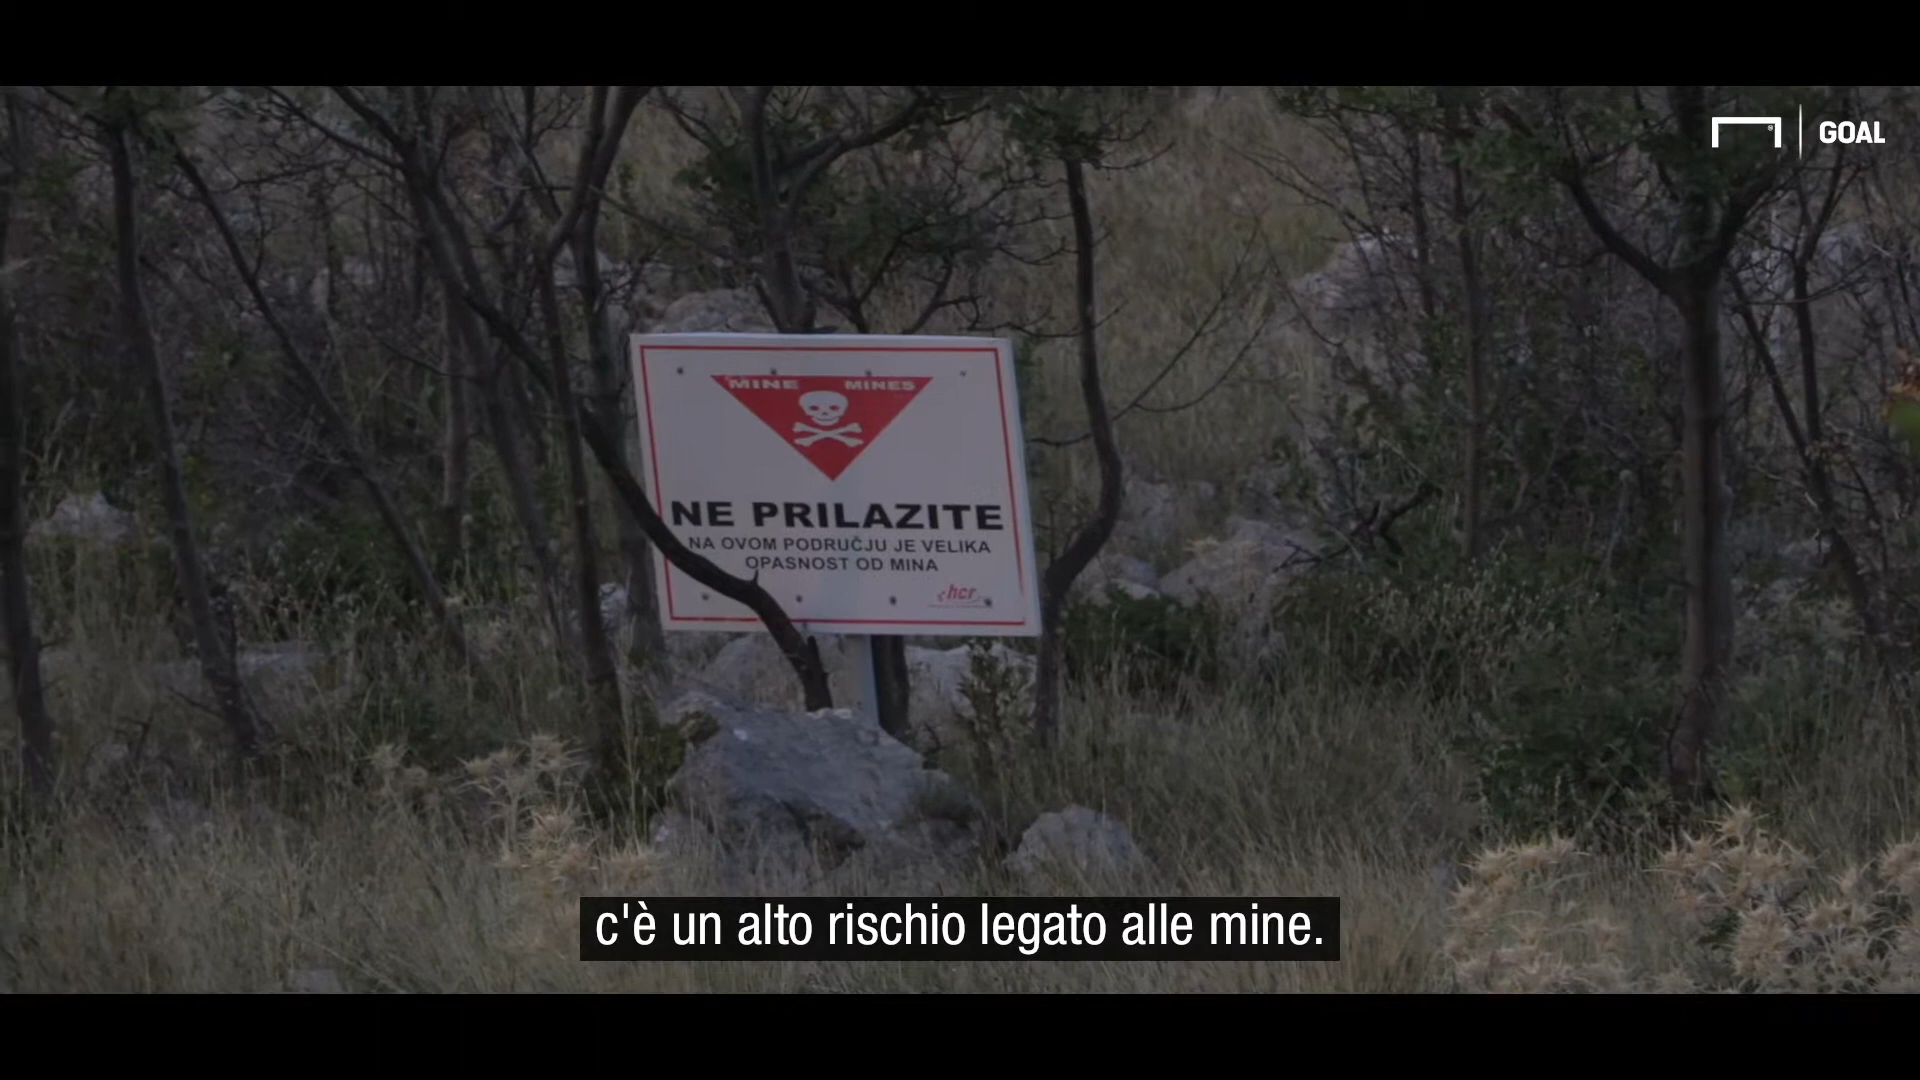 GOAL
MINE MINES
NE PRILAZITE
NA OVOM PODRUČJU JE VELIKA
OPASNOST OD MINA
hcr
c'è un alto rischio legato alle mine.